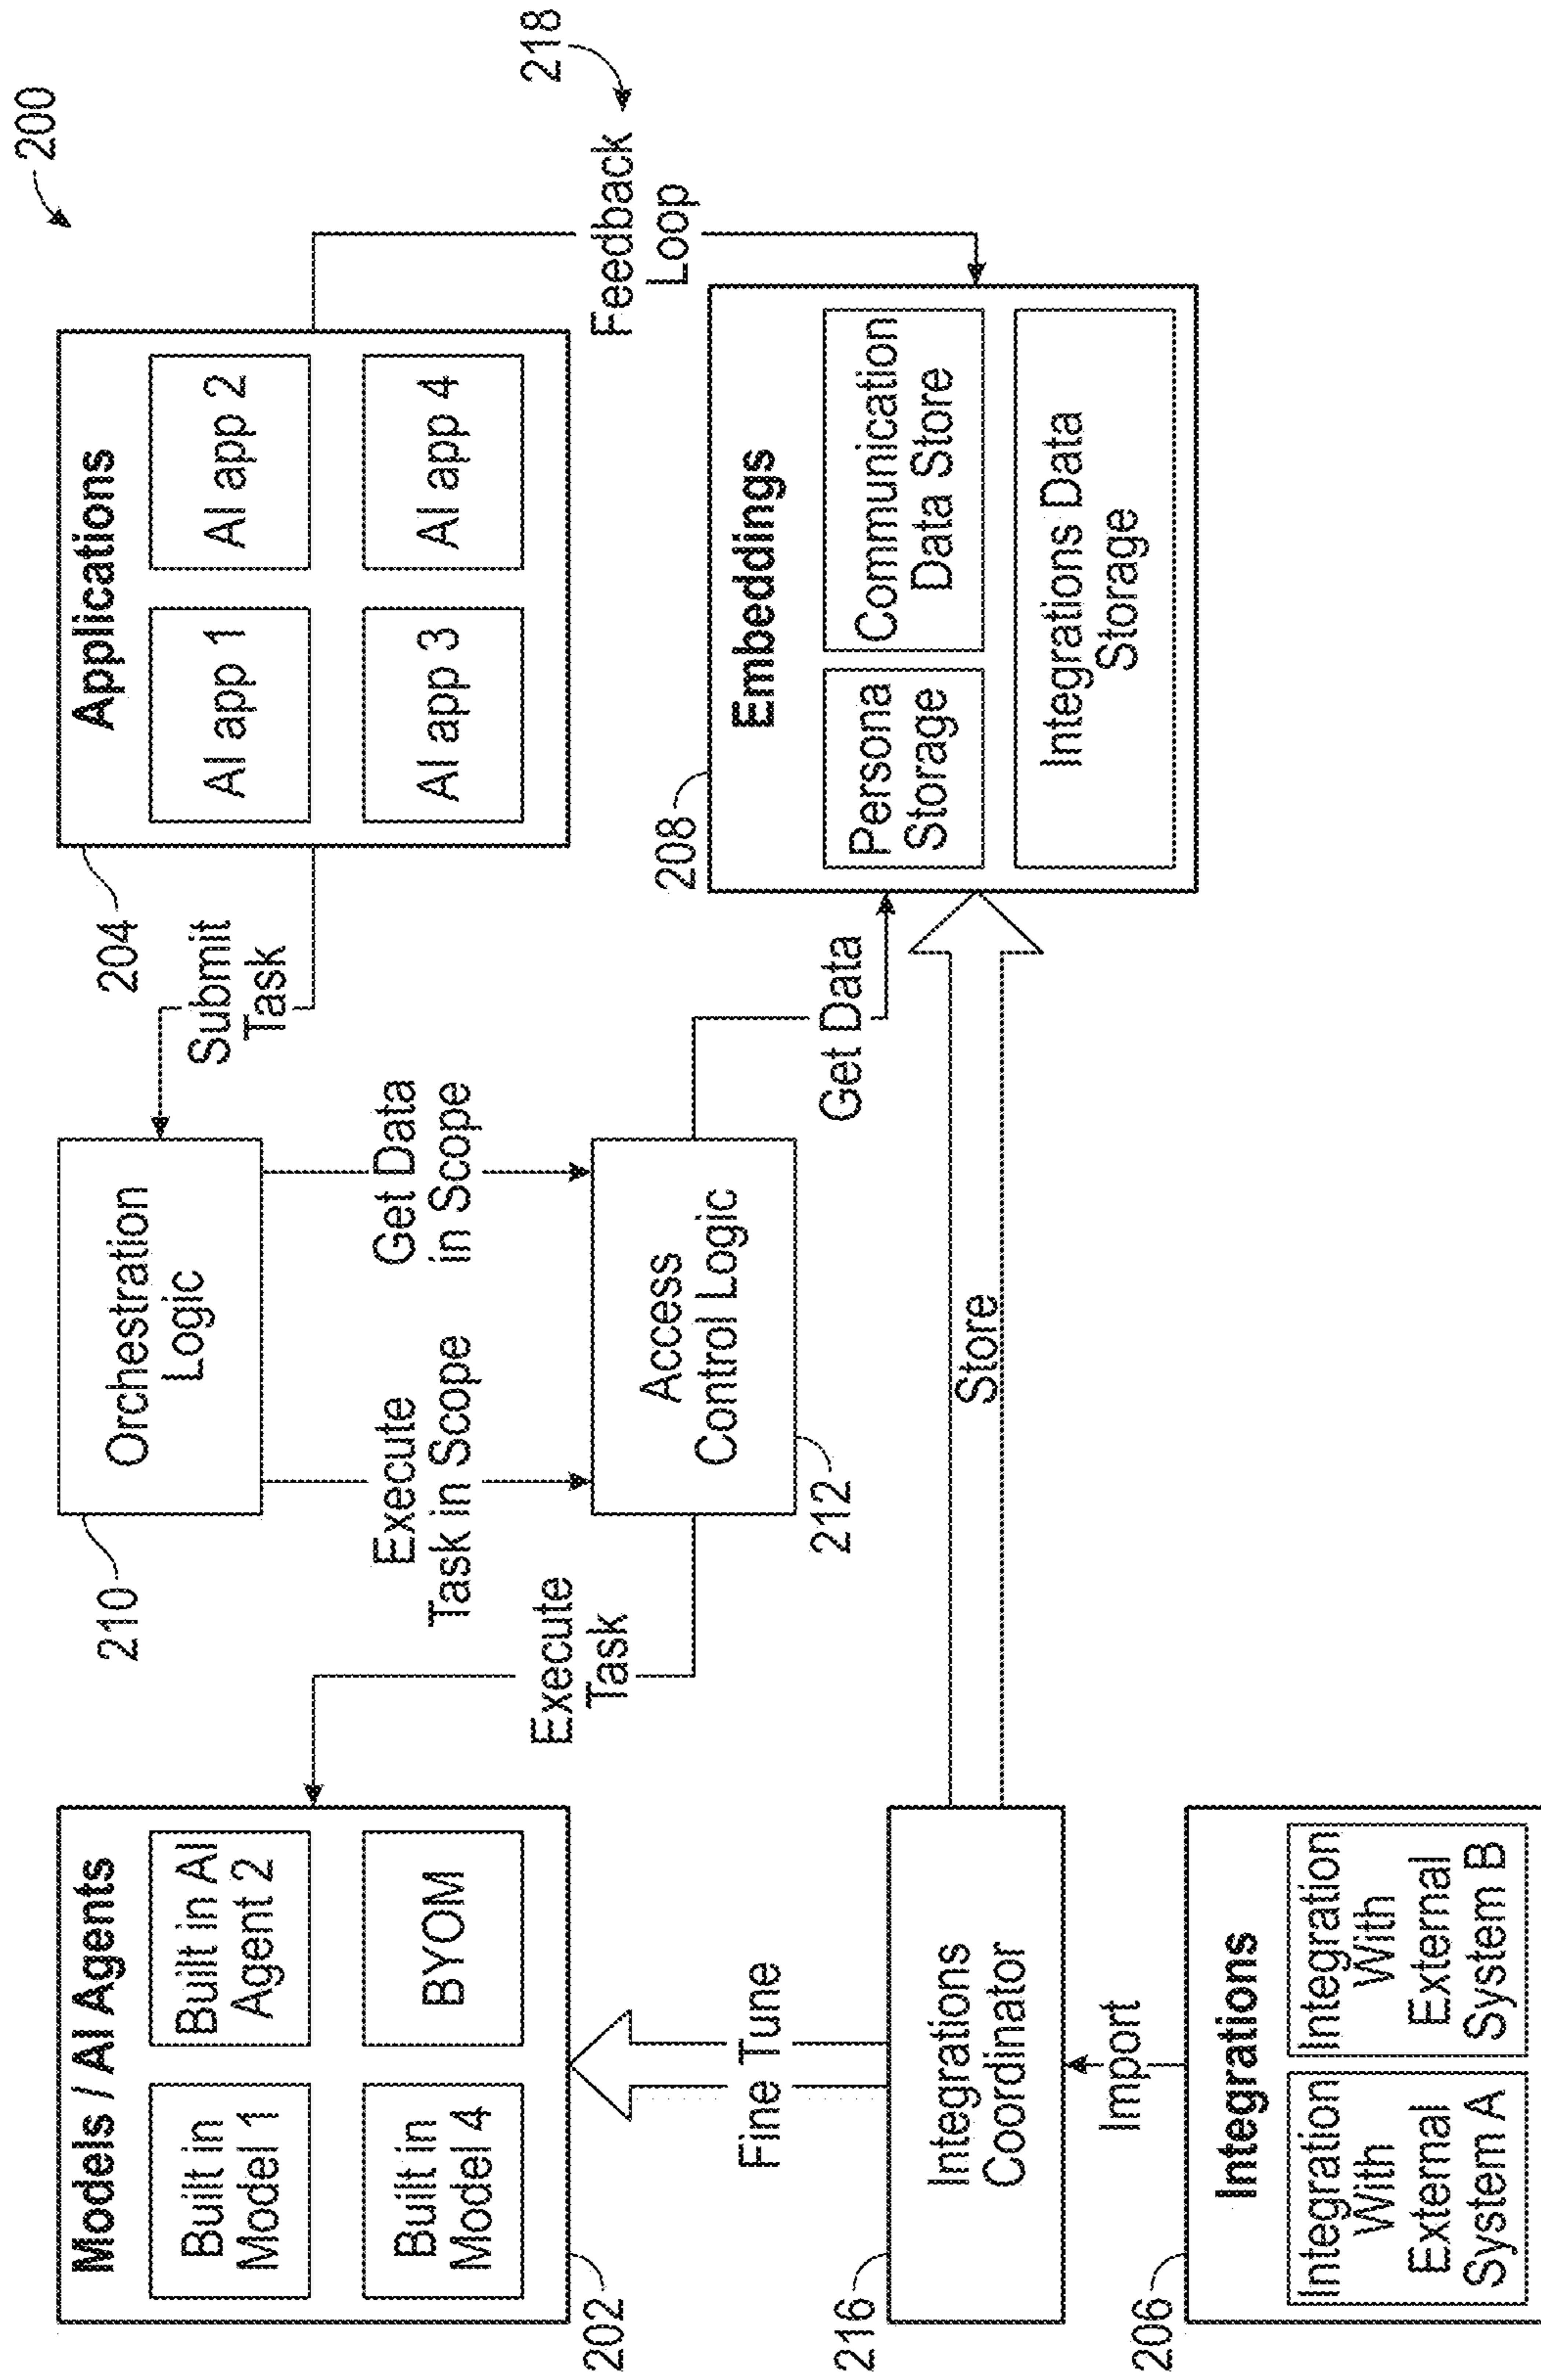 200
Models / AI Agents
Built in
Model 1
Built in AI
Agent 2
Built in
Model 4
BYOM
202
Orchestration
Logic
210
Submit
Task
Applications
AI app 1
AI app 2
AI app 3
AI app 4
204
Execute
Task in Scope
Get Data
in Scope
Execute
Task
Access
Control Logic
212
Feedback
Loop
218
Get Data
208
Embeddings
Persona
Storage
Communication
Data Store
Integrations Data
Storage
Fine Tune
Store
Integrations
Coordinator
216
Import
206
Integrations
Integration
With
External
System A
Integration
With
External
System B